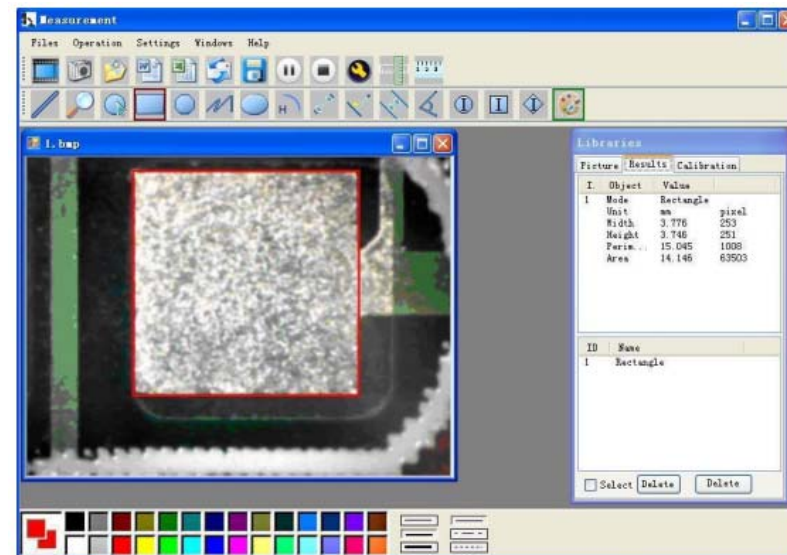 Measurement
Files Operation Settings Windows Help
H
1.bmp
Libraries
Picture Results Calibration
I. Object Value
1 Mode Rectangle
Unit mm pixel
Width 3.776 253
Height 3.746 251
Perim... 15.045 1008
Area 14.146 63503
ID Name
1 Rectangle
Select Delete Delete